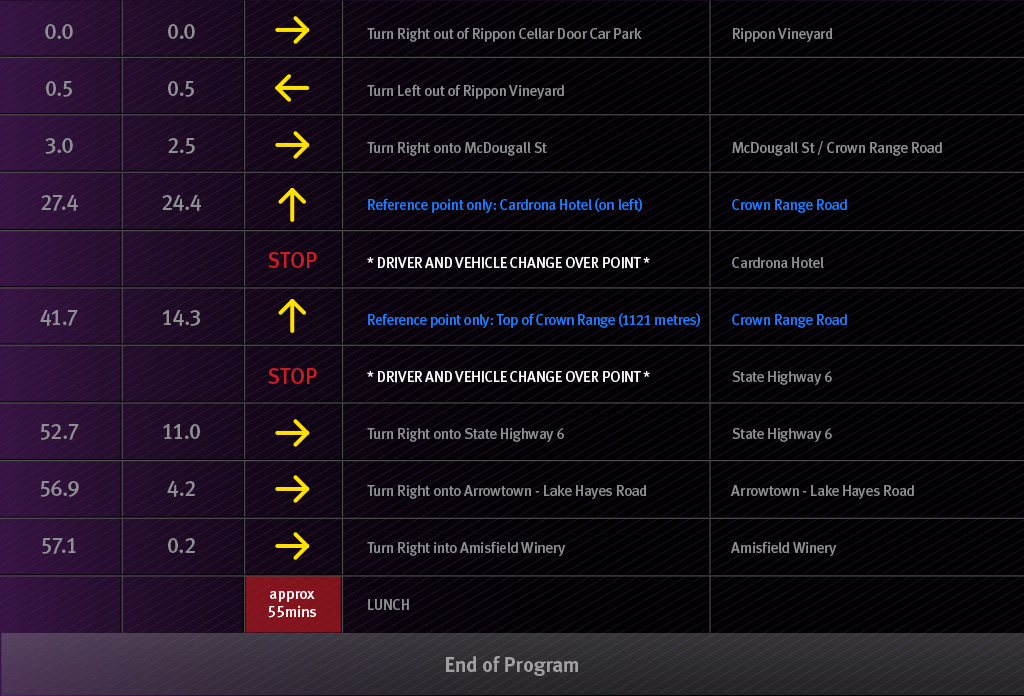 0.0 0.0 Turn Right out of Rippon Cellar Door Car Park Rippon Vineyard
0.5 0.5 Turn Left out of Rippon Vineyard
3.0 2.5 Turn Right onto McDougall St McDougall St / Crown Range Road
27.4 24.4 Reference point only: Cardrona Hotel (on left) Crown Range Road
STOP * DRIVER AND VEHICLE CHANGE OVER POINT * Cardrona Hotel
41.7 14.3 Reference point only: Top of Crown Range (1121 metres) Crown Range Road
STOP * DRIVER AND VEHICLE CHANGE OVER POINT * State Highway 6
52.7 11.0 Turn Right onto State Highway 6 State Highway 6
56.9 4.2 Turn Right onto Arrowtown - Lake Hayes Road Arrowtown - Lake Hayes Road
57.1 0.2 Turn Right into Amisfield Winery Amisfield Winery
approx
55mins LUNCH
End of Program